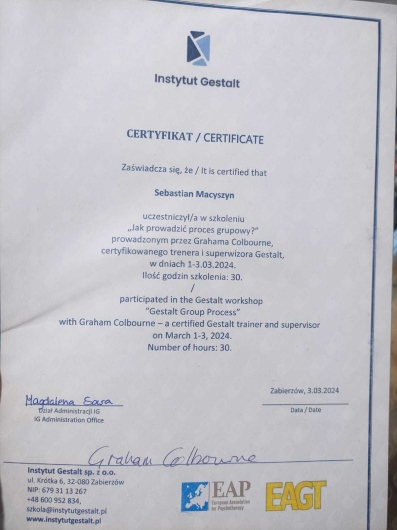 Instytut Gestalt
CERTYFIKAT / CERTIFICATE
Zaświadcza się, że / It is certified that
Sebastian Macyszyn
uczestniczył/a w szkoleniu
„Jak prowadzić proces grupowy?"
prowadzonym przez Grahama Colbourne,
certyfikowanego trenera i superwizora Gestalt,
w dniach 1-3.03.2024.
Ilość godzin szkolenia: 30.
/
participated in the Gestalt workshop
"Gestalt Group Process"
with Graham Colbourne – a certified Gestalt trainer and supervisor
on March 1-3, 2024.
Number of hours: 30.
Zabierzów, 3.03.2024
Data / Date
Magdalena
Dział Administracji IG
IG Administration Office
Graham Colbourne
Instytut Gestalt sp. z o.o.
ul. Krótka 6, 32-080 Zabierzów
NIP: 679 31 13 267
+48 600 952 834,
szkola@instytutgestalt.pl
www.instytutgestalt.pl
EAP
European Association
for Psychotherapy
EAGT